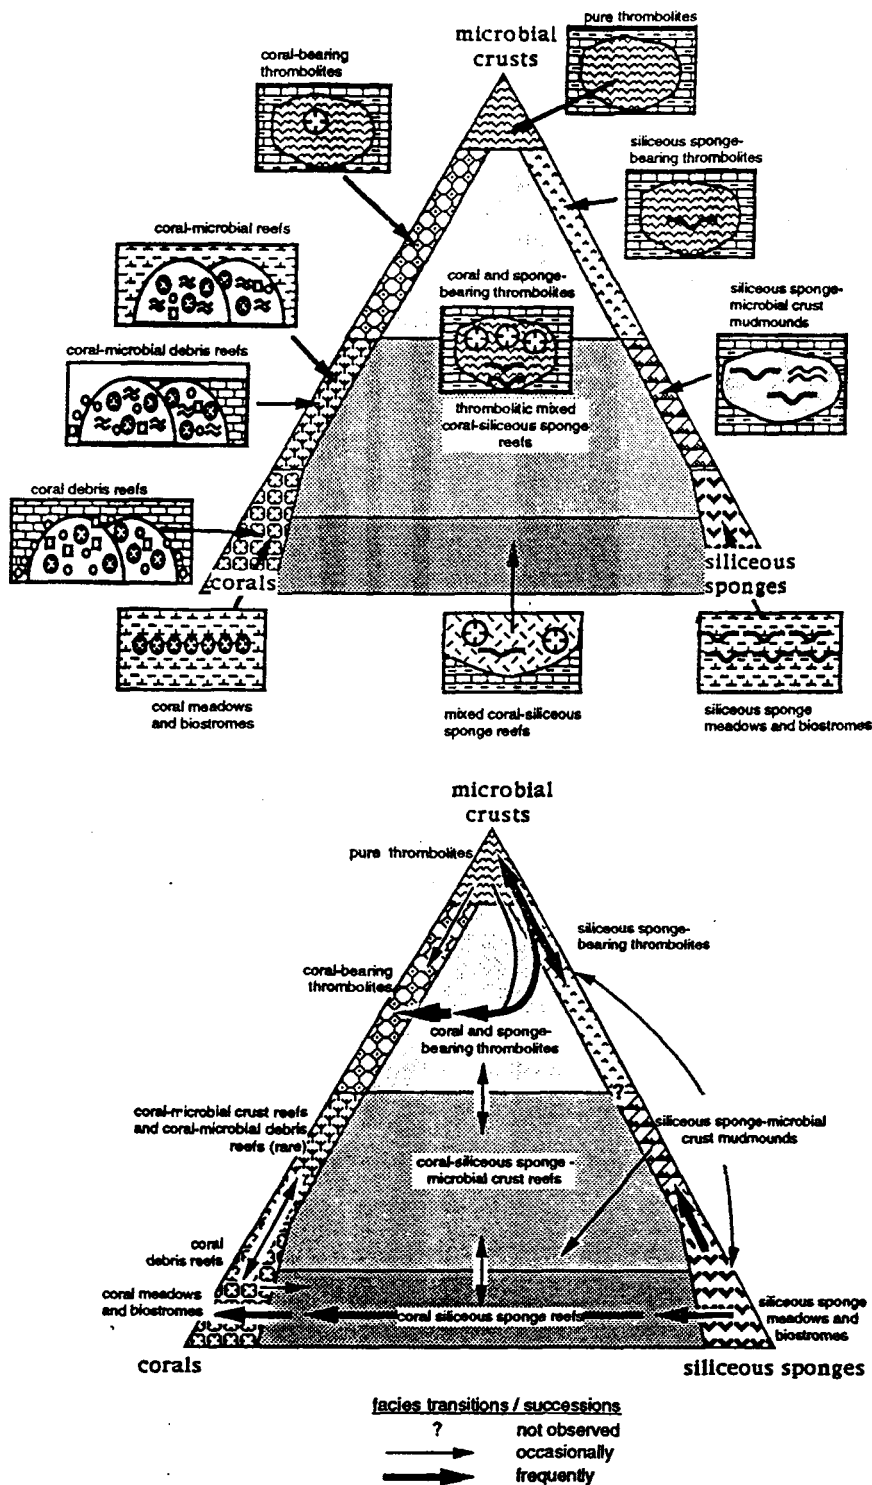 pure thrombolites
microbial
crusts
coral-bearing
thrombolites
siliceous sponge-
bearing thrombolites
coral-microbial reefs
coral and sponge-
bearing thrombolites
siliceous sponge-
microbial crust
mudmounds
coral-microbial debris reefs
thrombolitic mixed
coral-siliceous sponge
reefs
coral debris reefs
corals
siliceous
sponges
coral meadows
and biostromes
mixed coral-siliceous
sponge reefs
siliceous sponge
meadows and biostromes
microbial
crusts
pure thrombolites
siliceous sponge-
bearing thrombolites
coral-bearing
thrombolites
coral and sponge-
bearing thrombolites
?
coral-microbial crust reefs
and coral-microbial debris
reefs (rare)
siliceous sponge-microbial
crust mudmounds
coral-siliceous sponge -
microbial crust reefs
coral
debris reefs
coral meadows
and biostromes
coral siliceous sponge reefs
siliceous sponge
meadows and
biostromes
corals
siliceous sponges
facies transitions / successions
? not observed
occasionally
frequently